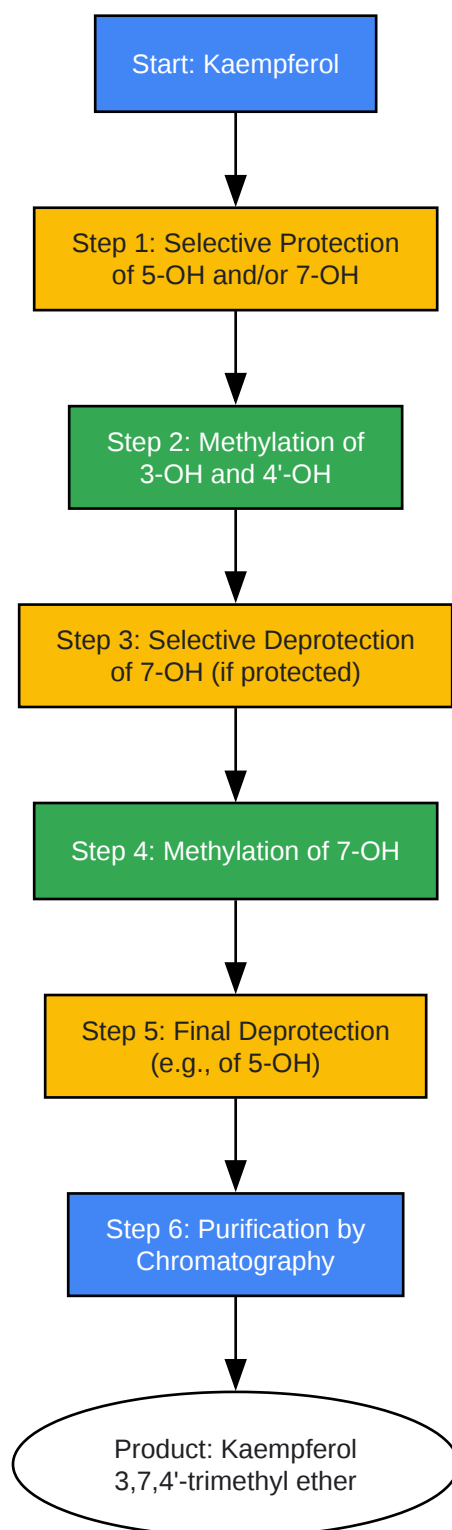 Start: Kaempferol
Step 1: Selective Protection
of 5-OH and/or 7-OH
Step 2: Methylation of
3-OH and 4'-OH
Step 3: Selective Deprotection
of 7-OH (if protected)
Step 4: Methylation of 7-OH
Step 5: Final Deprotection
(e.g., of 5-OH)
Step 6: Purification by
Chromatography
Product: Kaempferol
3,7,4'-trimethyl ether